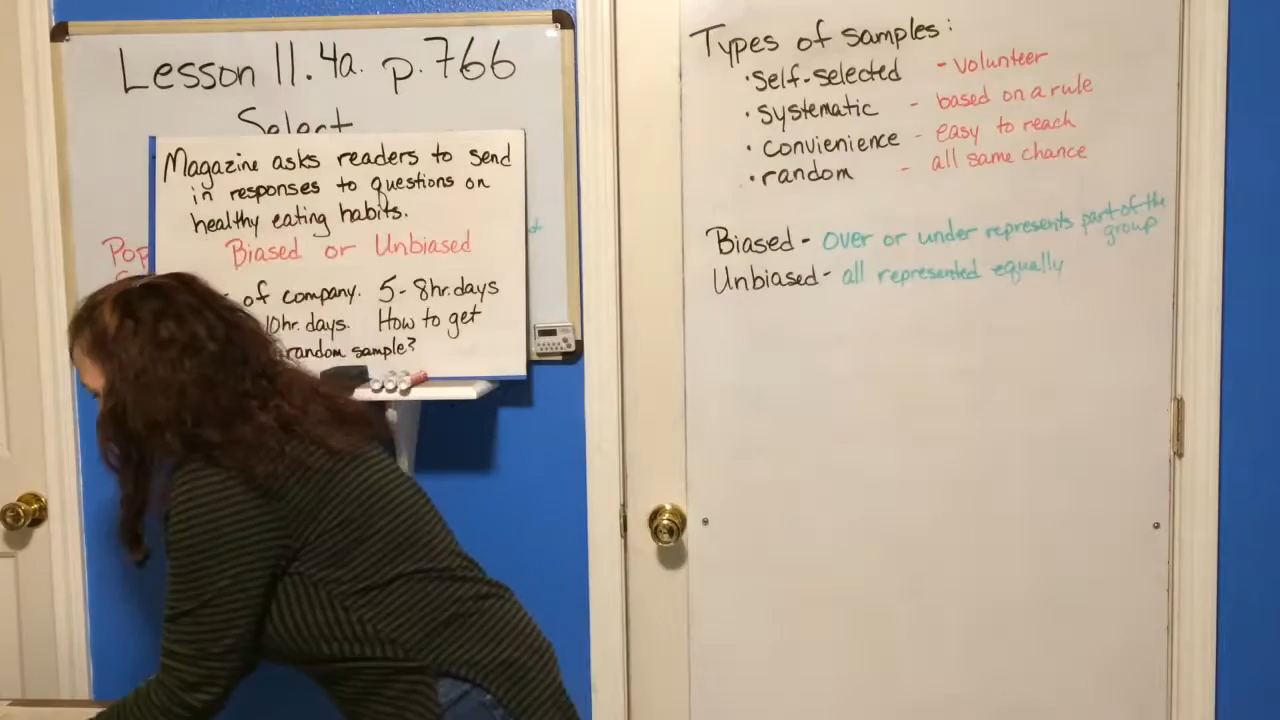 Lesson 11.4a. p.766
Select
Magazine asks readers to send
in responses to questions on
healthy eating habits.
Biased or Unbiased
of company. 5-8hr.days
10hr. days. How to get
random sample?
Types of samples:
·Self-selected - volunteer
·systematic - based on a rule
·convienience - easy to reach
·random - all same chance
Biased - over or under represents part of the
group
Unbiased - all represented equally